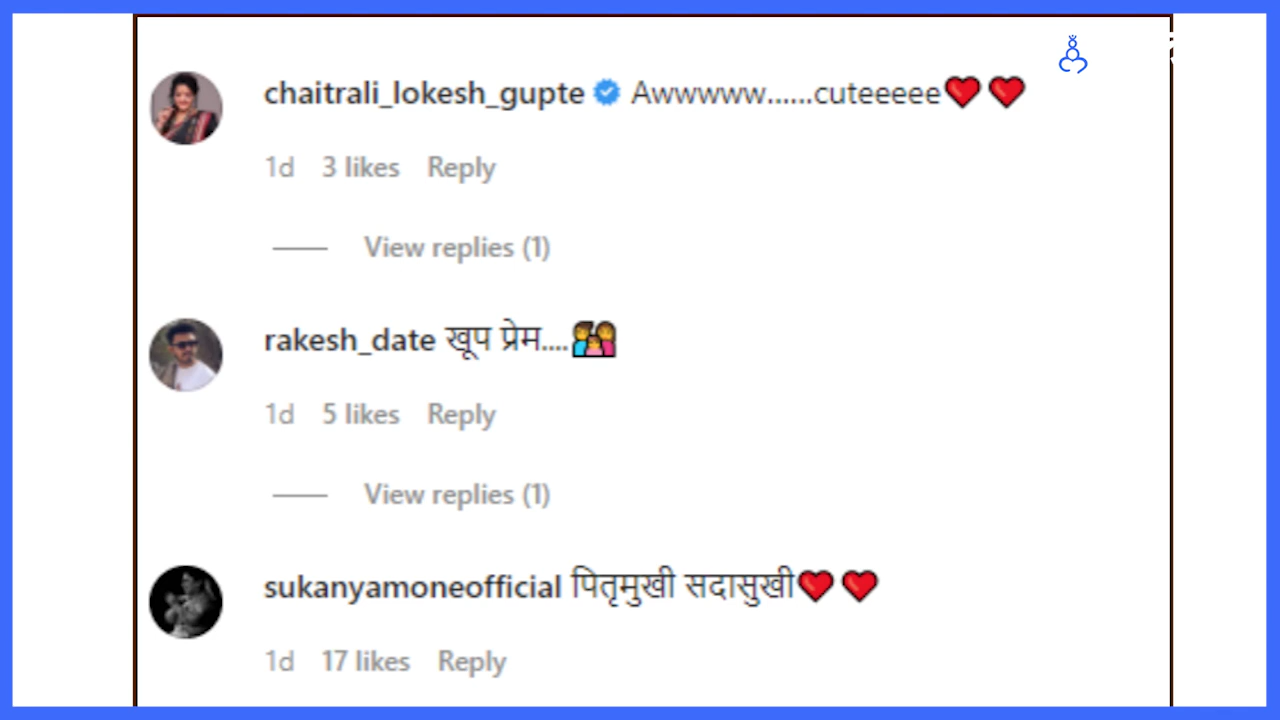 chaitrali_lokesh_gupte Awwwww......cuteeeee❤️❤️
1d 3 likes Reply
View replies (1)
rakesh_date खूप प्रेम....👨‍👩‍👧
1d 5 likes Reply
View replies (1)
sukanyamoneofficial पितृमुखी सदासुखी❤️❤️
1d 17 likes Reply